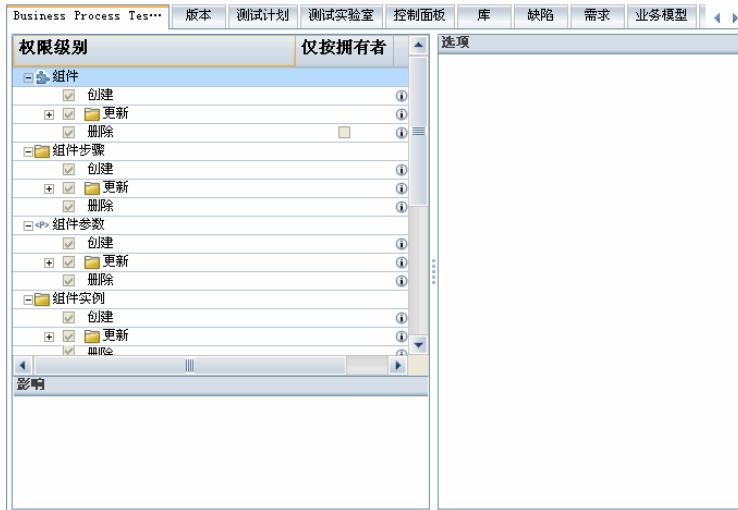 Business Process Tes… 版本 测试计划 测试实验室 控制面板 库 缺陷 需求 业务模型
权限级别 仅按拥有者 选项
组件
创建
更新
删除
组件步骤
创建
更新
删除
<P> 组件参数
创建
更新
删除
组件实例
创建
更新
删除
影响